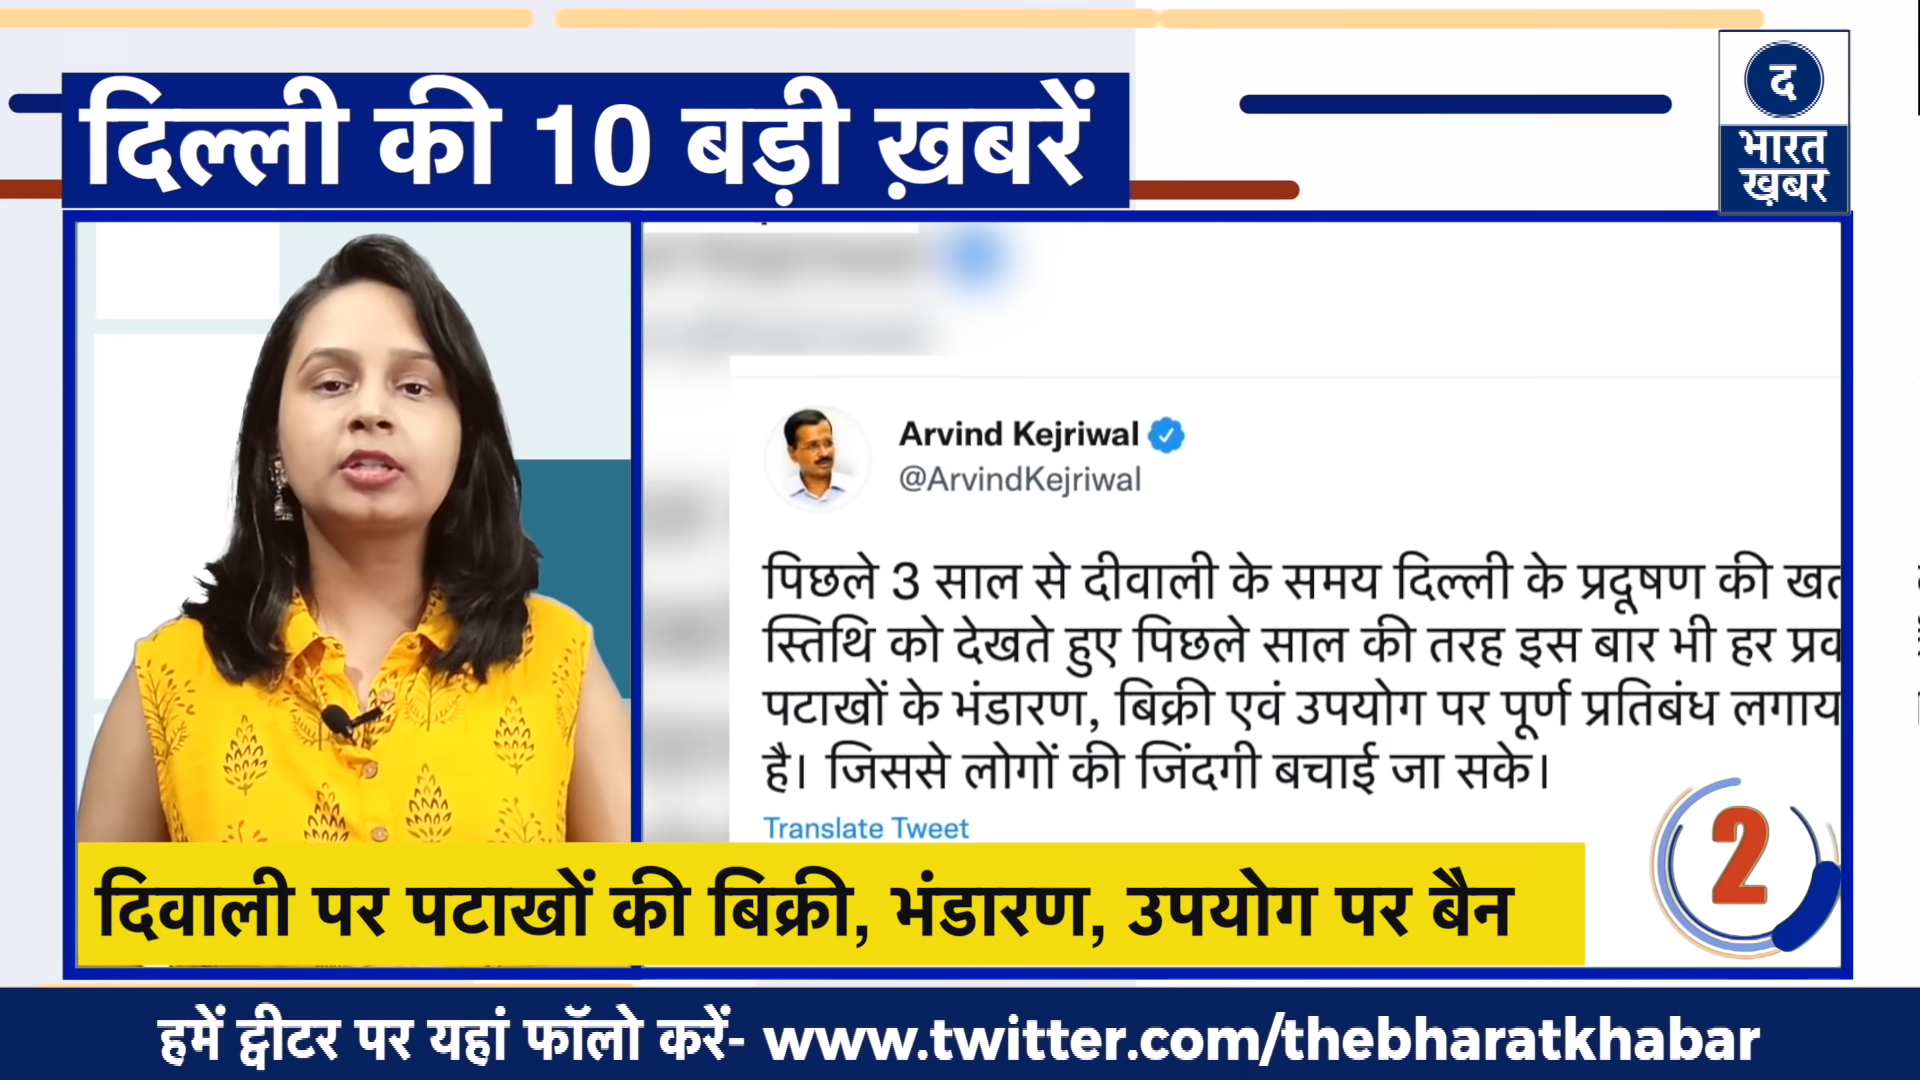 दिल्ली की 10 बड़ी ख़बरें
द
भारत
ख़बर
Arvind Kejriwal
@ArvindKejriwal
पिछले 3 साल से दीवाली के समय दिल्ली के प्रदूषण की
स्तिथि को देखते हुए पिछले साल की तरह इस बार भी हर
पटाखों के भंडारण, बिक्री एवं उपयोग पर पूर्ण प्रतिबंध लगाय
है। जिससे लोगों की जिंदगी बचाई जा सके।
Translate Tweet
2
दिवाली पर पटाखों की बिक्री, भंडारण, उपयोग पर बैन
हमें ट्वीटर पर यहां फॉलो करें- www.twitter.com/thebharatkhabar